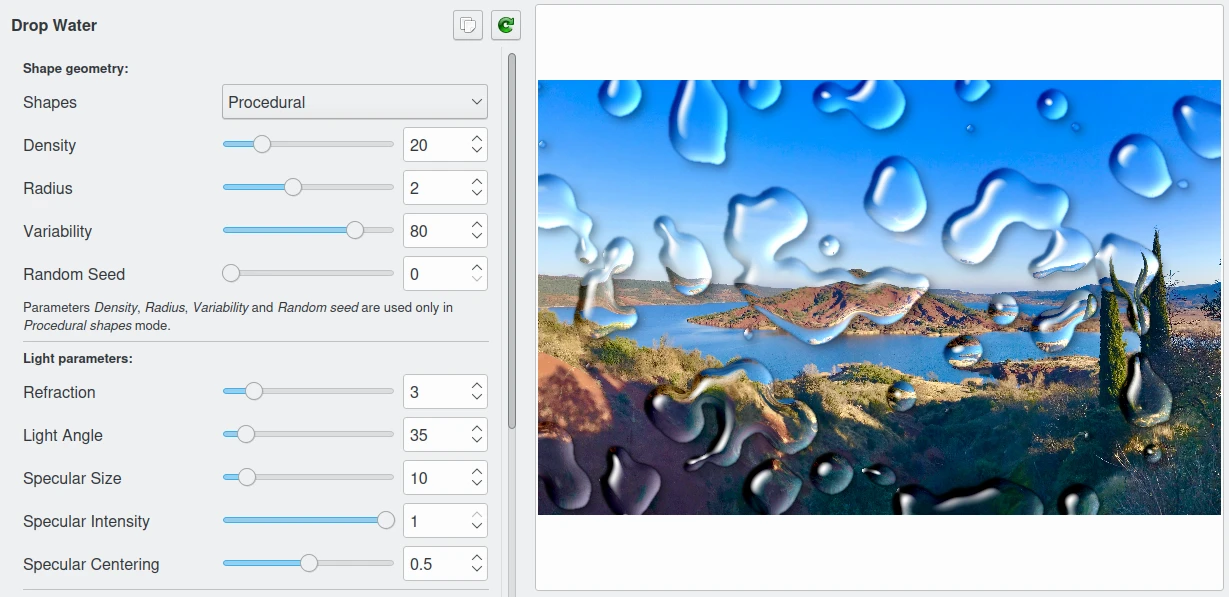 Drop Water
Shape geometry:
Shapes
Procedural
Density
20
Radius
2
Variability
80
Random Seed
0
Parameters Density, Radius, Variability and Random seed are used only in
Procedural shapes mode.
Light parameters:
Refraction
3
Light Angle
35
Specular Size
10
Specular Intensity
1
Specular Centering
0.5